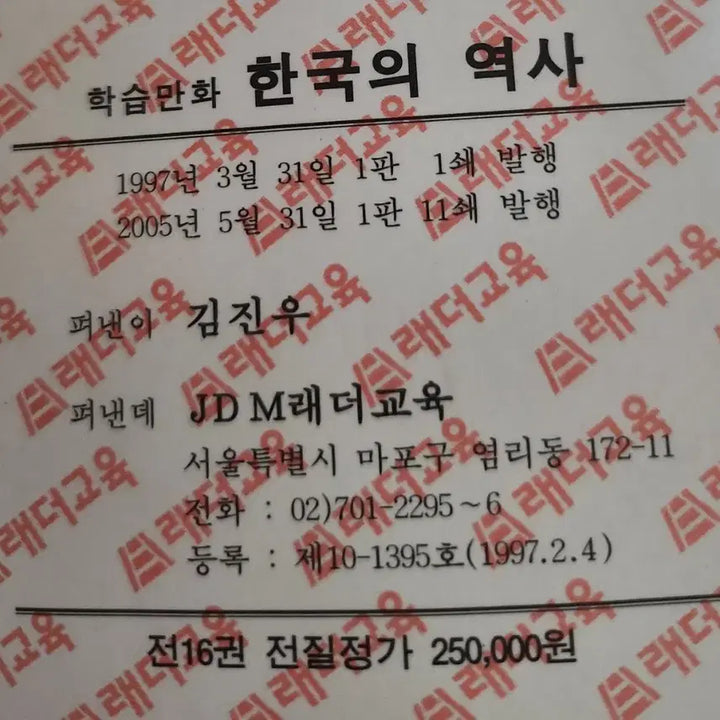 학습만화 한국의 역사
1997년 3월 31일 1판 1쇄 발행
2005년 5월 31일 1판 11쇄 발행
펴낸이 김진우
펴낸데 JD M래더교육
서울특별시 마포구 염리동 172-11
전화 : 02)701-2295~6
등록 : 제10-1395호(1997.2.4)
전16권 전질정가 250,000원
래더교육